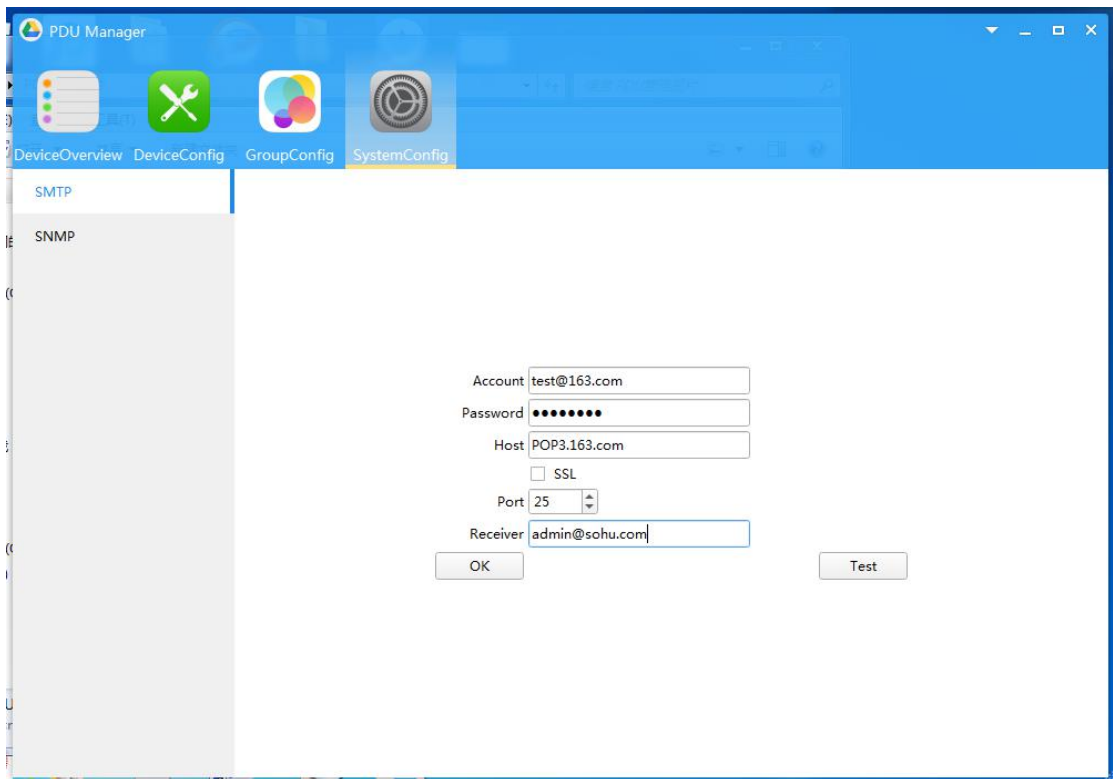 PDU Manager
DeviceOverview DeviceConfig GroupConfig SystemConfig
SMTP
SNMP
Account test@163.com
Password ●●●●●●●●
Host POP3.163.com
SSL
Port 25
Receiver admin@sohu.com
OK Test